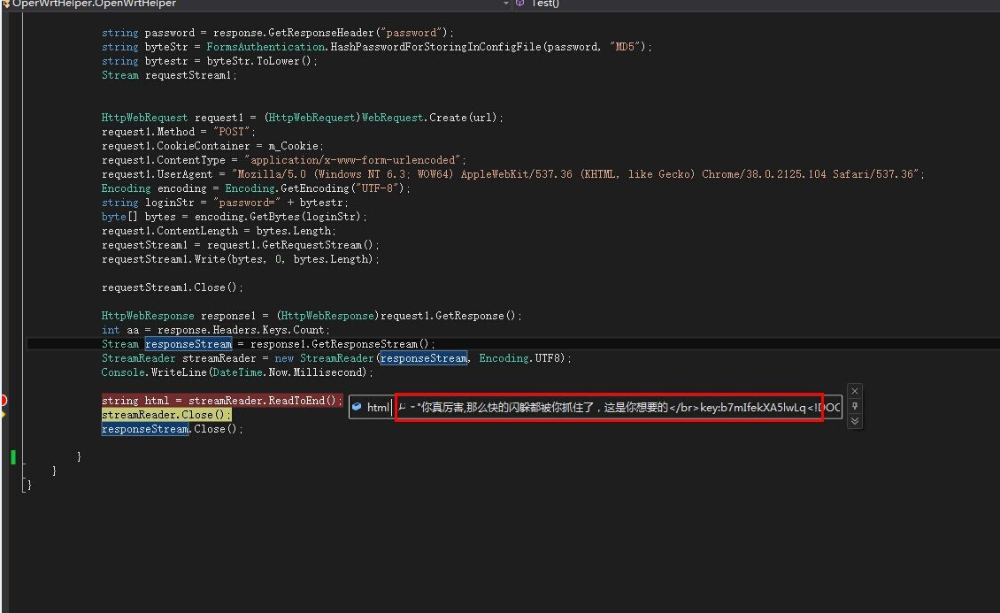 OperWrtHelper.OpenWrtHelper
Test()
string password = response.GetResponseHeader("password");
string byteStr = FormsAuthentication.HashPasswordForStoringInConfigFile(password, "MD5");
string bytestr = byteStr.ToLower();
Stream requestStream1;
HttpWebRequest request1 = (HttpWebRequest)WebRequest.Create(url);
request1.Method = "POST";
request1.CookieContainer = m_Cookie;
request1.ContentType = "application/x-www-form-urlencoded";
request1.UserAgent = "Mozilla/5.0 (Windows NT 6.3; WOW64) AppleWebKit/537.36 (KHTML, like Gecko) Chrome/38.0.2125.104 Safari/537.36";
Encoding encoding = Encoding.GetEncoding("UTF-8");
string loginStr = "password=" + bytestr;
byte[] bytes = encoding.GetBytes(loginStr);
request1.ContentLength = bytes.Length;
requestStream1 = request1.GetRequestStream();
requestStream1.Write(bytes, 0, bytes.Length);
requestStream1.Close();
HttpWebResponse response1 = (HttpWebResponse)request1.GetResponse();
int aa = response.Headers.Keys.Count;
Stream responseStream = response1.GetResponseStream();
StreamReader streamReader = new StreamReader(responseStream, Encoding.UTF8);
Console.WriteLine(DateTime.Now.Millisecond);
string html = streamReader.ReadToEnd();
html "你真厉害,那么快的闪躲都被你抓住了，这是你想要的</br>key:b7mIfekXA5lwLq<!DOC
streamReader.Close();
responseStream.Close();
}
}
}